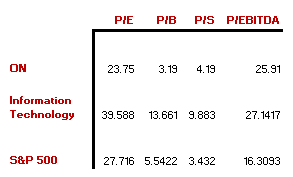 P/E P/B P/S P/EBITDA
ON 23.75 3.19 4.19 25.91
Information
Technology 39.588 13.661 9.883 27.1417
S&P 500 27.716 5.5422 3.432 16.3093